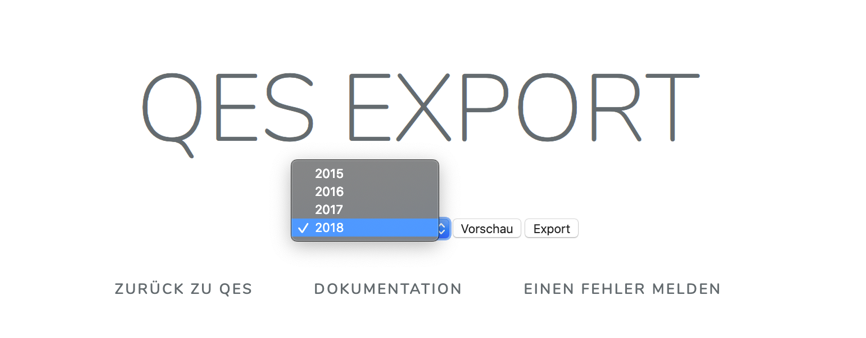 QES EXPORT
2015
2016
2017
✓ 2018
Vorschau Export
ZURÜCK ZU QES DOKUMENTATION EINEN FEHLER MELDEN